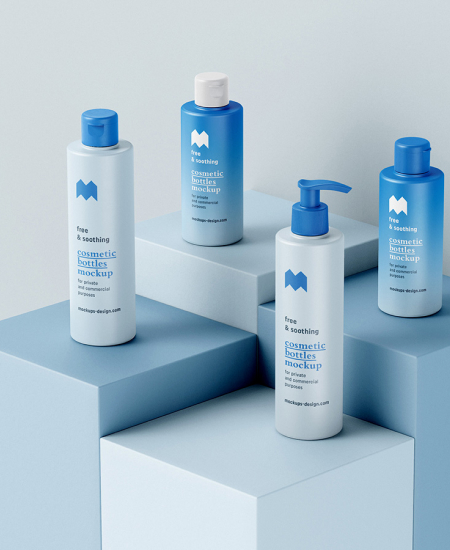 free
& soothing
cosmetic
bottles
mockup
for private
and commercial
purposes
mockups-design.com
free
& soothing
cosmetic
bottles
mockup
for private
and commercial
purposes
mockups-design.com
free
& soothing
cosmetic
bottles
mockup
for private
and commercial
purposes
mockups-design.com
free
& soothing
cosmetic
bottles
mockup
for private
and commercial
purposes
mockups-design.com